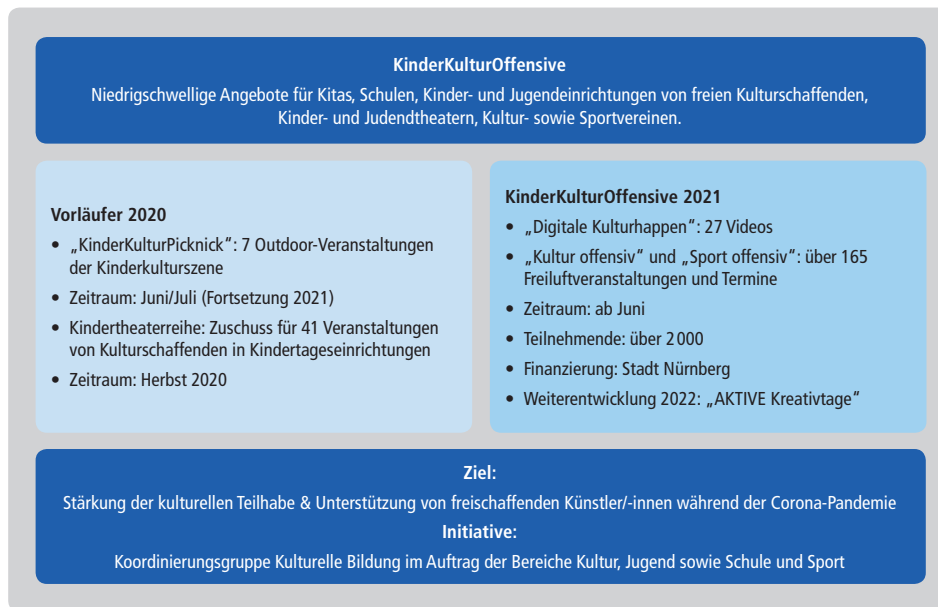 KinderKulturOffensive
Niedrigschwellige Angebote für Kitas, Schulen, Kinder- und Jugendeinrichtungen von freien Kulturschaffenden,
Kinder- und Judendtheatern, Kultur- sowie Sportvereinen.
Vorläufer 2020
• „KinderKulturPicknick“: 7 Outdoor-Veranstaltungen
der Kinderkulturszene
• Zeitraum: Juni/Juli (Fortsetzung 2021)
• Kindertheaterreihe: Zuschuss für 41 Veranstaltungen
von Kulturschaffenden in Kindertageseinrichtungen
• Zeitraum: Herbst 2020
KinderKulturOffensive 2021
• „Digitale Kulturhappen“: 27 Videos
• „Kultur offensiv“ und „Sport offensiv“: über 165
Freiluftveranstaltungen und Termine
• Zeitraum: ab Juni
• Teilnehmende: über 2 000
• Finanzierung: Stadt Nürnberg
• Weiterentwicklung 2022: „AKTIVE Kreativtage“
Ziel:
Stärkung der kulturellen Teilhabe & Unterstützung von freischaffenden Künstler/-innen während der Corona-Pandemie
Initiative:
Koordinierungsgruppe Kulturelle Bildung im Auftrag der Bereiche Kultur, Jugend sowie Schule und Sport